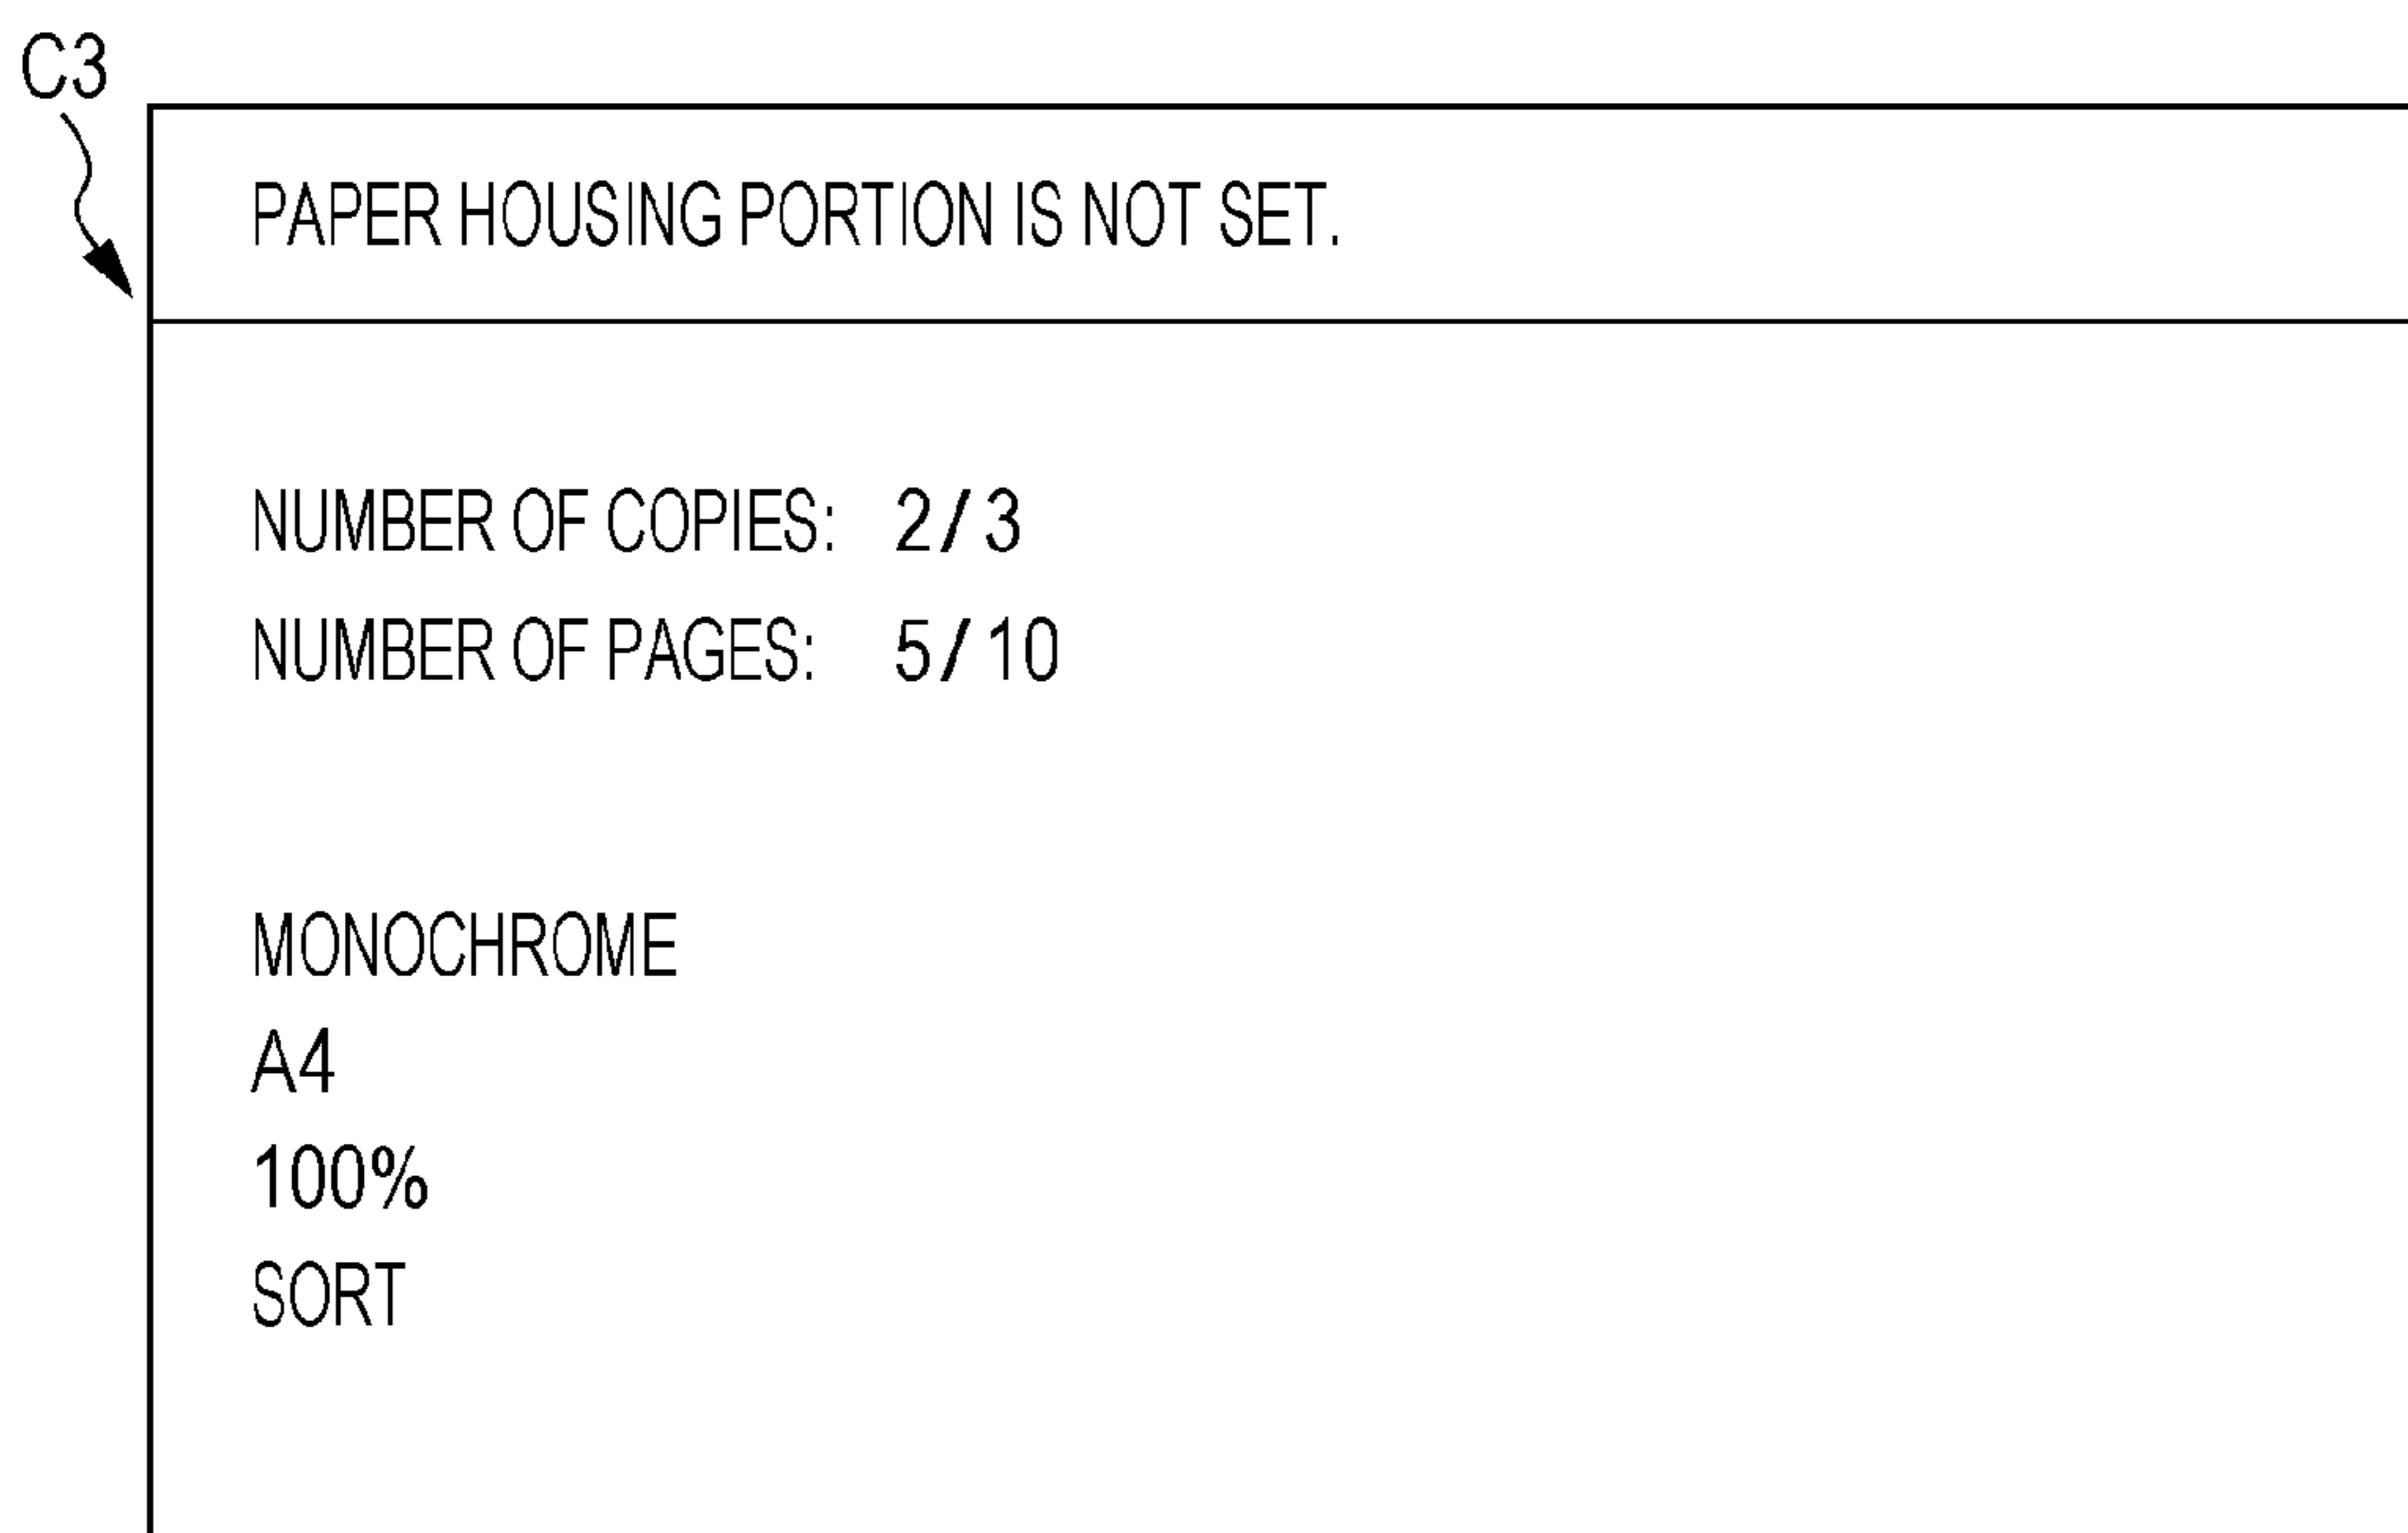 C3
PAPER HOUSING PORTION IS NOT SET.
NUMBER OF COPIES: 2/3
NUMBER OF PAGES: 5/10
MONOCHROME
A4
100%
SORT